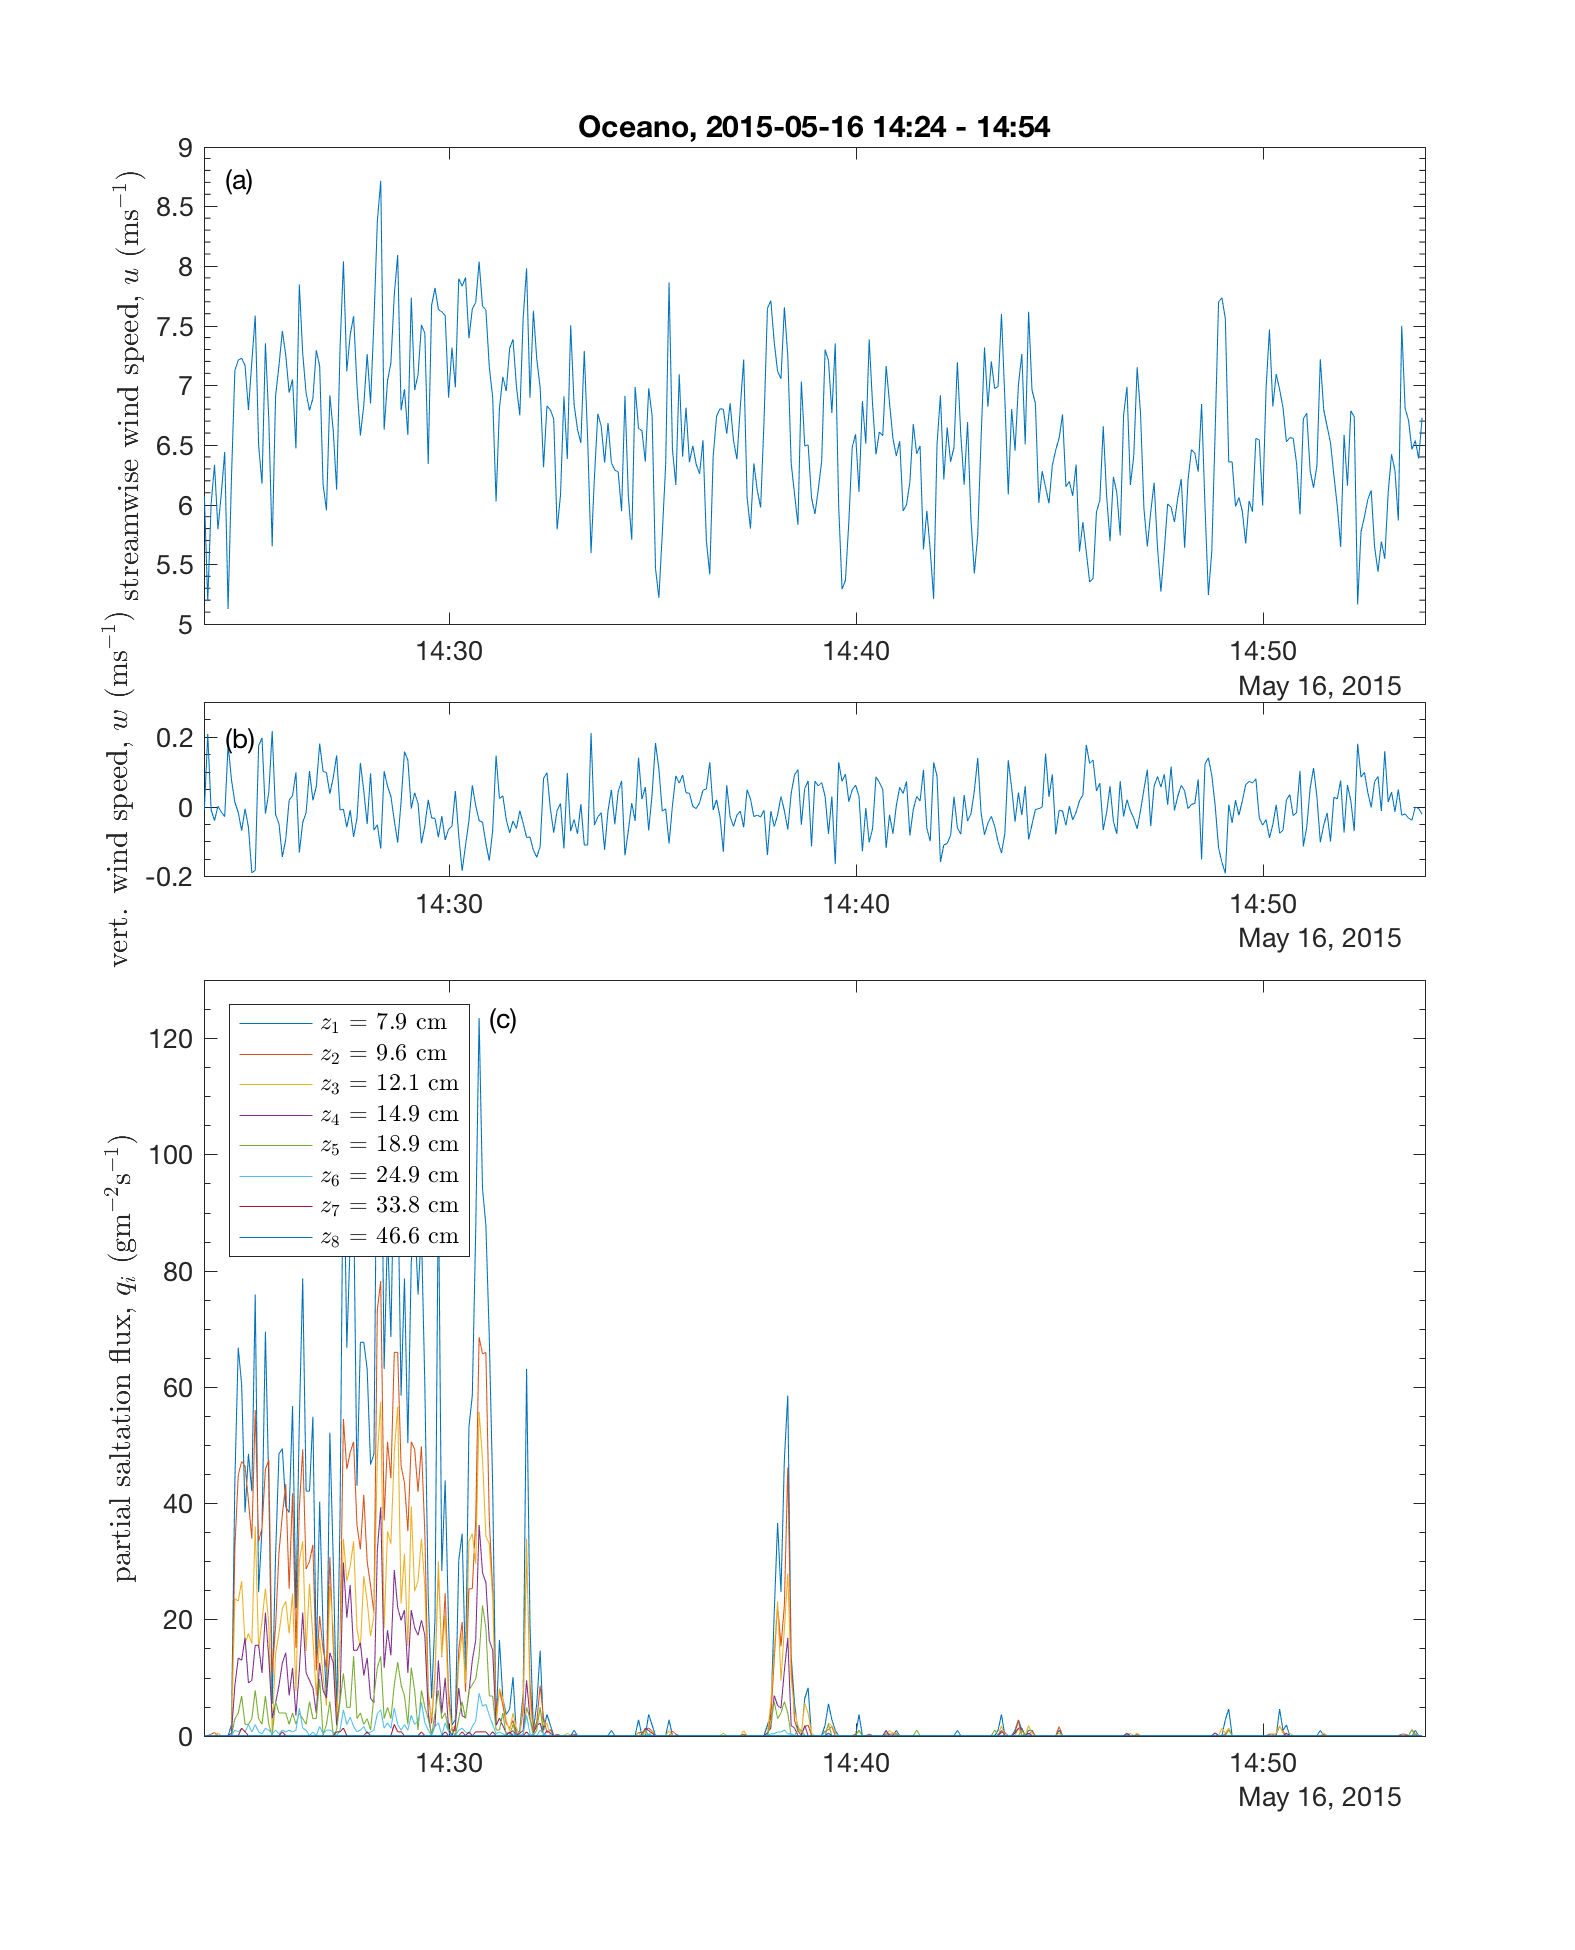 Oceano, 2015-05-16 14:24 - 14:54
(a)
streamwise wind speed, u (ms⁻¹)
9
8.5
8
7.5
7
6.5
6
5.5
5
14:30 14:40 14:50
May 16, 2015
(b)
vert. wind speed, w (ms⁻¹)
0.2
0
-0.2
14:30 14:40 14:50
May 16, 2015
(c)
partial saltation flux, qᵢ (gm⁻²s⁻¹)
z₁ = 7.9 cm
z₂ = 9.6 cm
z₃ = 12.1 cm
z₄ = 14.9 cm
z₅ = 18.9 cm
z₆ = 24.9 cm
z₇ = 33.8 cm
z₈ = 46.6 cm
120
100
80
60
40
20
0
14:30 14:40 14:50
May 16, 2015